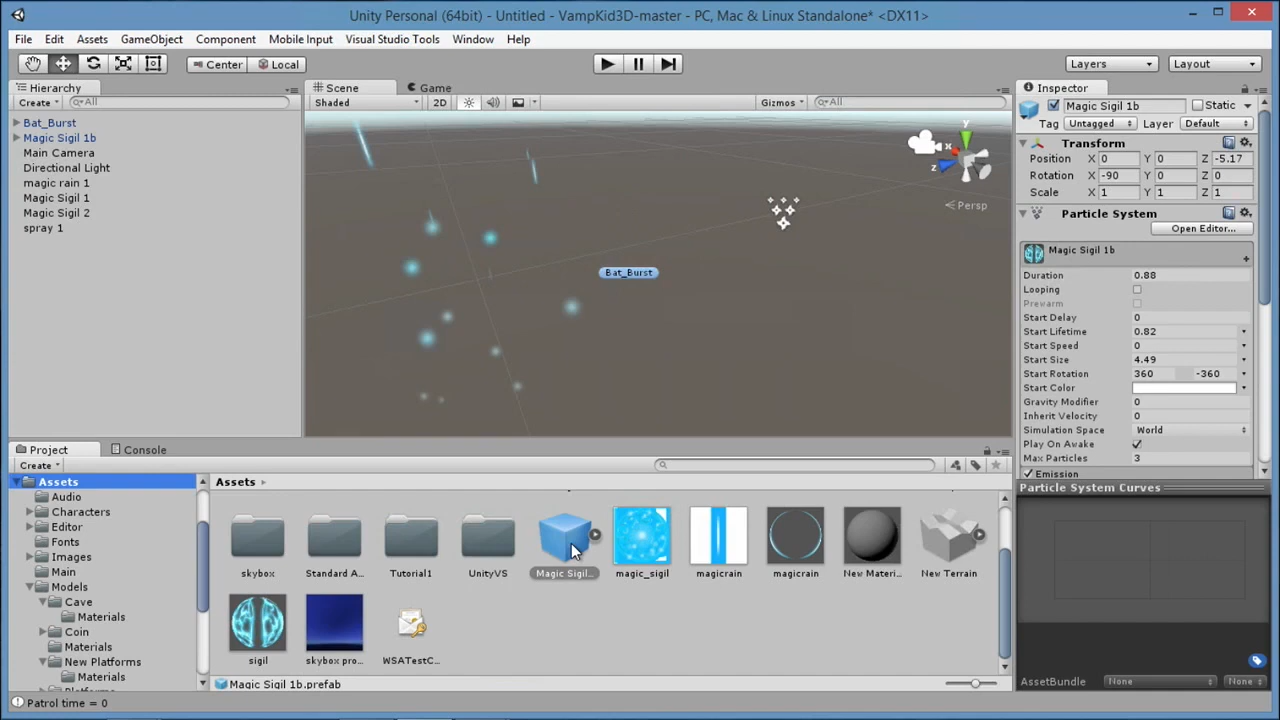 Unity Personal (64bit) - Untitled - VampKid3D-master - PC, Mac & Linux Standalone* <DX11>
File Edit Assets GameObject Component Mobile Input Visual Studio Tools Window Help
Center Local Layers Layout
Hierarchy
Create All
Bat_Burst
Magic Sigil 1b
Main Camera
Directional Light
magic rain 1
Magic Sigil 1
Magic Sigil 2
spray 1
Scene Game
Shaded 2D Gizmos All
y
x
z
Persp
Bat_Burst
Inspector
Magic Sigil 1b Static
Tag Untagged Layer Default
Transform
Position X 0 Y 0 Z -5.17
Rotation X -90 Y 0 Z 0
Scale X 1 Y 1 Z 1
Particle System
Open Editor...
Magic Sigil 1b
Duration 0.88
Looping
Prewarm
Start Delay 0
Start Lifetime 0.82
Start Speed 0
Start Size 4.49
Start Rotation 360 -360
Start Color
Gravity Modifier 0
Inherit Velocity 0
Simulation Space World
Play On Awake
Max Particles 3
Emission
Particle System Curves
AssetBundle None None
Project Console
Create
Assets
Audio
Characters
Editor
Fonts
Images
Main
Models
Cave
Materials
Coin
Materials
New Platforms
Materials
Assets
skybox Standard A... Tutorial1 UnityVS Magic Sigil... magic_sigil magicrain magicrain New Materi... New Terrain
sigil skybox pro... WSATestC...
Magic Sigil 1b.prefab
Patrol time = 0